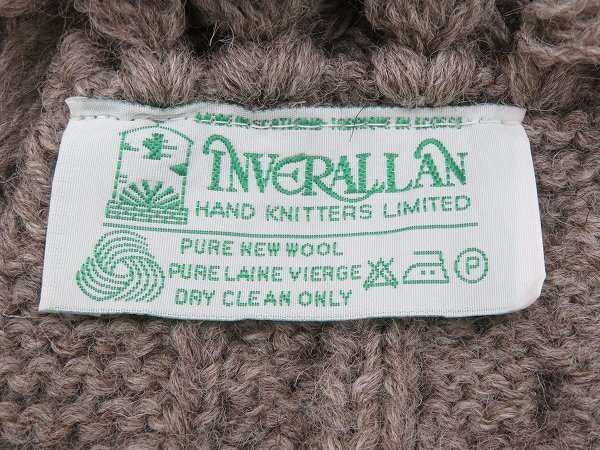 INVERALLAN
HAND KNITTERS LIMITED
PURE NEW WOOL
PURE LAINE VIERGE
P
DRY CLEAN ONLY